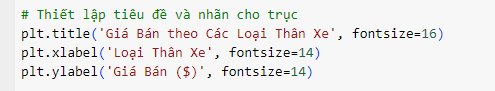 # Thiết lập tiêu đề và nhãn cho trục
plt.title('Giá Bán theo Các Loại Thân Xe', fontsize=16)
plt.xlabel('Loại Thân Xe', fontsize=14)
plt.ylabel('Giá Bán ($)', fontsize=14)